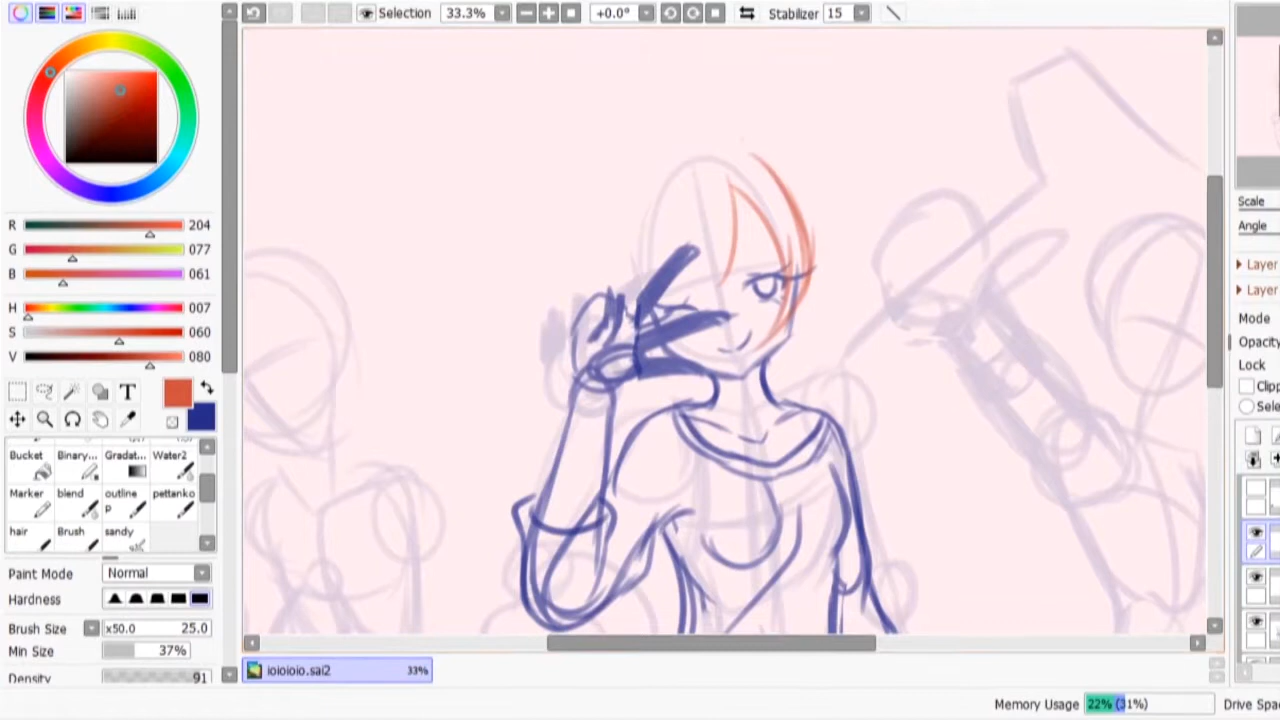 Selection 33.3% +0.0° Stabilizer 15
R 204
G 077
B 061
H 007
S 060
V 080
T
Bucket Binary... Gradat... Water2
Marker blend outline p pettanko
hair Brush sandy
Paint Mode Normal
Hardness
Brush Size x50.0 25.0
Min Size 37%
Density 91
Scale
Angle
Layer
Layer
Mode
Opacity
Lock
Clipp
Sele
ioioioio.sai2 33%
Memory Usage 22% (31%) Drive Spa